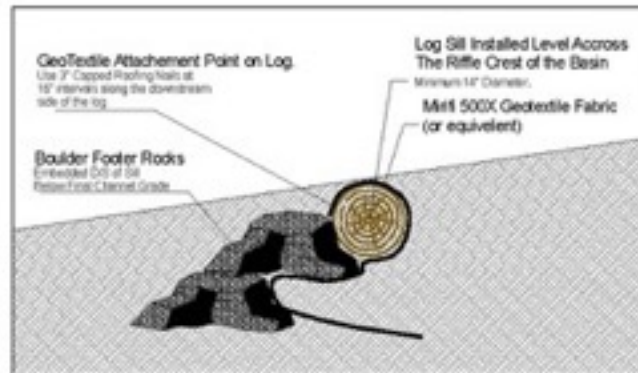 GeoTextile Attachement Point on Log.
Use 3" Capped Roofing Nails at
16" intervals along the downstream
side of the log
Boulder Footer Rocks
Embedded D/S of Sill
Below Final Channel Grade
Log Sill Installed Level Accross
The Riffle Crest of the Basin
Minimum 14" Diameter.
Mirifi 500X Geotextile Fabric
(or equivelent)